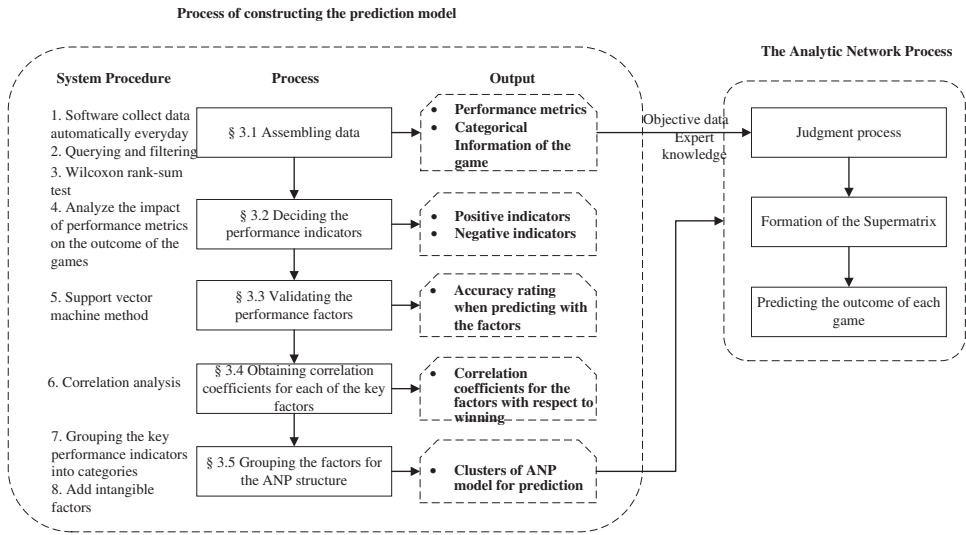 Process of constructing the prediction model
System Procedure
Process
Output
1. Software collect data
automatically everyday
2. Querying and filtering
3. Wilcoxon rank-sum
test
4. Analyze the impact
of performance metrics
on the outcome of the
games
5. Support vector
machine method
6. Correlation analysis
7. Grouping the key
performance indicators
into categories
8. Add intangible
factors
§ 3.1 Assembling data
§ 3.2 Deciding the
performance indicators
§ 3.3 Validating the
performance factors
§ 3.4 Obtaining correlation
coefficients for each of the key
factors
§ 3.5 Grouping the factors for
the ANP structure
• Performance metrics
• Categorical
Information of the
game
• Positive indicators
• Negative indicators
• Accuracy rating
when predicting with
the factors
• Correlation
coefficients for the
factors with respect to
winning
• Clusters of ANP
model for prediction
Objective data
Expert
knowledge
The Analytic Network Process
Judgment process
Formation of the Supermatrix
Predicting the outcome of each
game